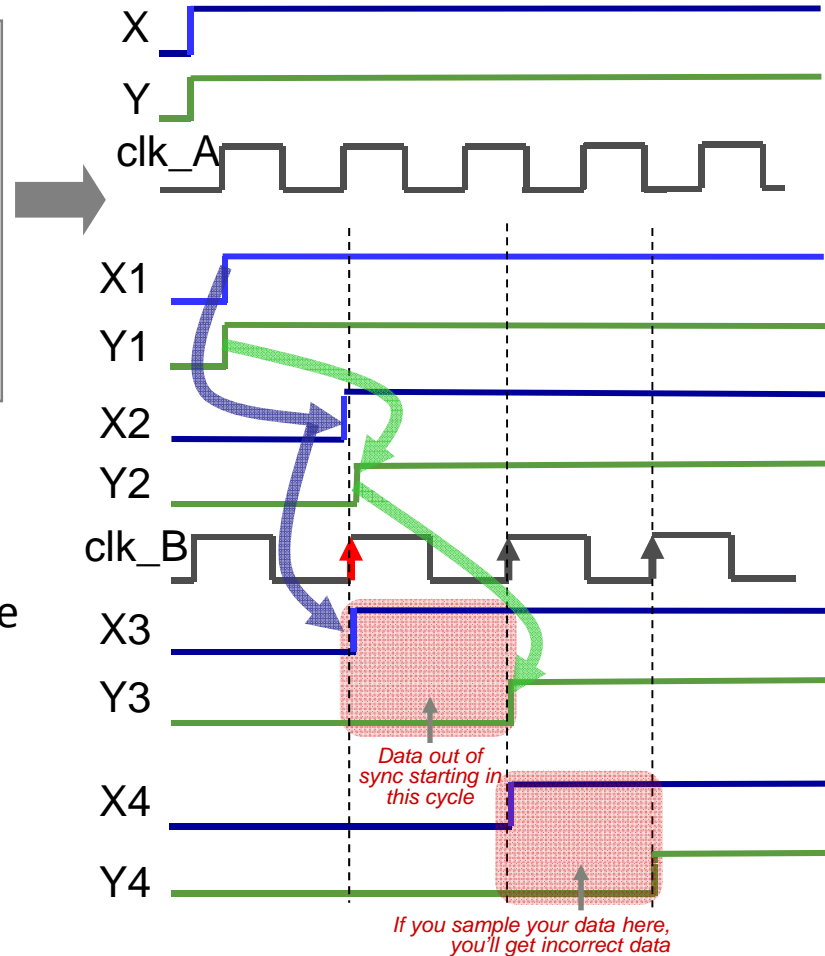 X
Y
clk_A
X1
Y1
X2
Y2
clk_B
e
X3
Y3
Data out of
sync starting in
this cycle
X4
Y4
If you sample your data here,
you'll get incorrect data